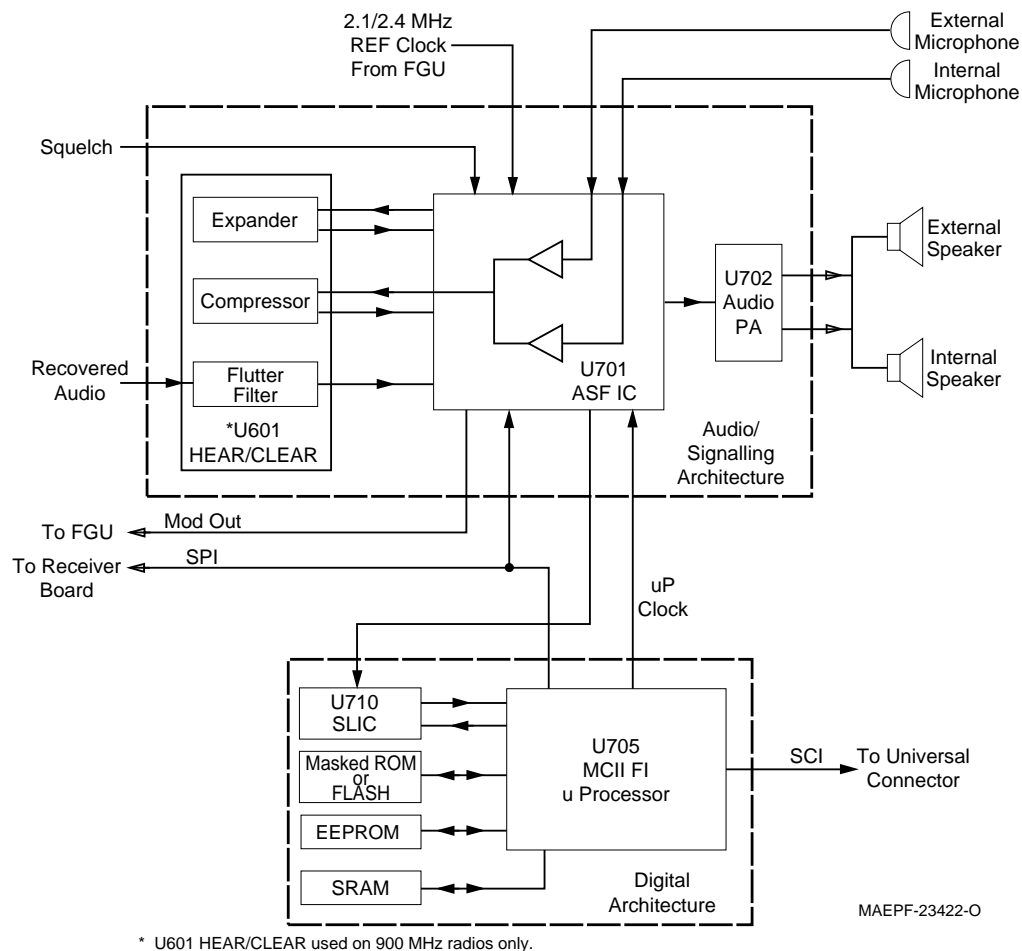 2.1/2.4 MHz
REF Clock
From FGU
External
Microphone
Internal
Microphone
Squelch
Expander
Compressor
Recovered
Audio
Flutter
Filter
*U601
HEAR/CLEAR
U701
ASF IC
U702
Audio
PA
External
Speaker
Internal
Speaker
Audio/
Signalling
Architecture
To FGU
Mod Out
To Receiver
Board
SPI
uP
Clock
U710
SLIC
Masked ROM
or
FLASH
EEPROM
SRAM
U705
MCII FI
u Processor
SCI
To Universal
Connector
Digital
Architecture
MAEPF-23422-O
* U601 HEAR/CLEAR used on 900 MHz radios only.